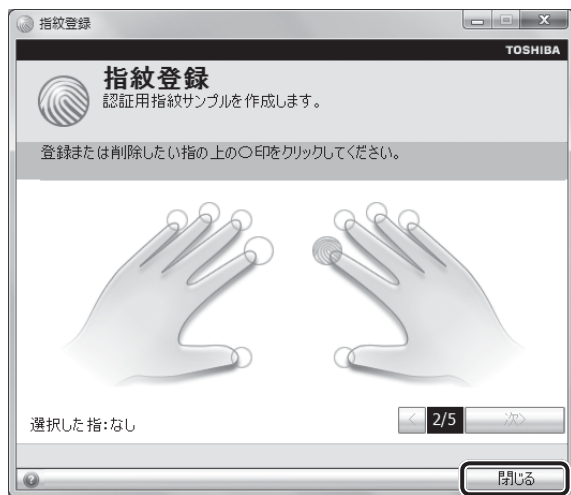 指紋登録
TOSHIBA
指紋登録
認証用指紋サンプルを作成します。
登録または削除したい指の上の○印をクリックしてください。
選択した指:なし
< 2/5 次>
閉じる